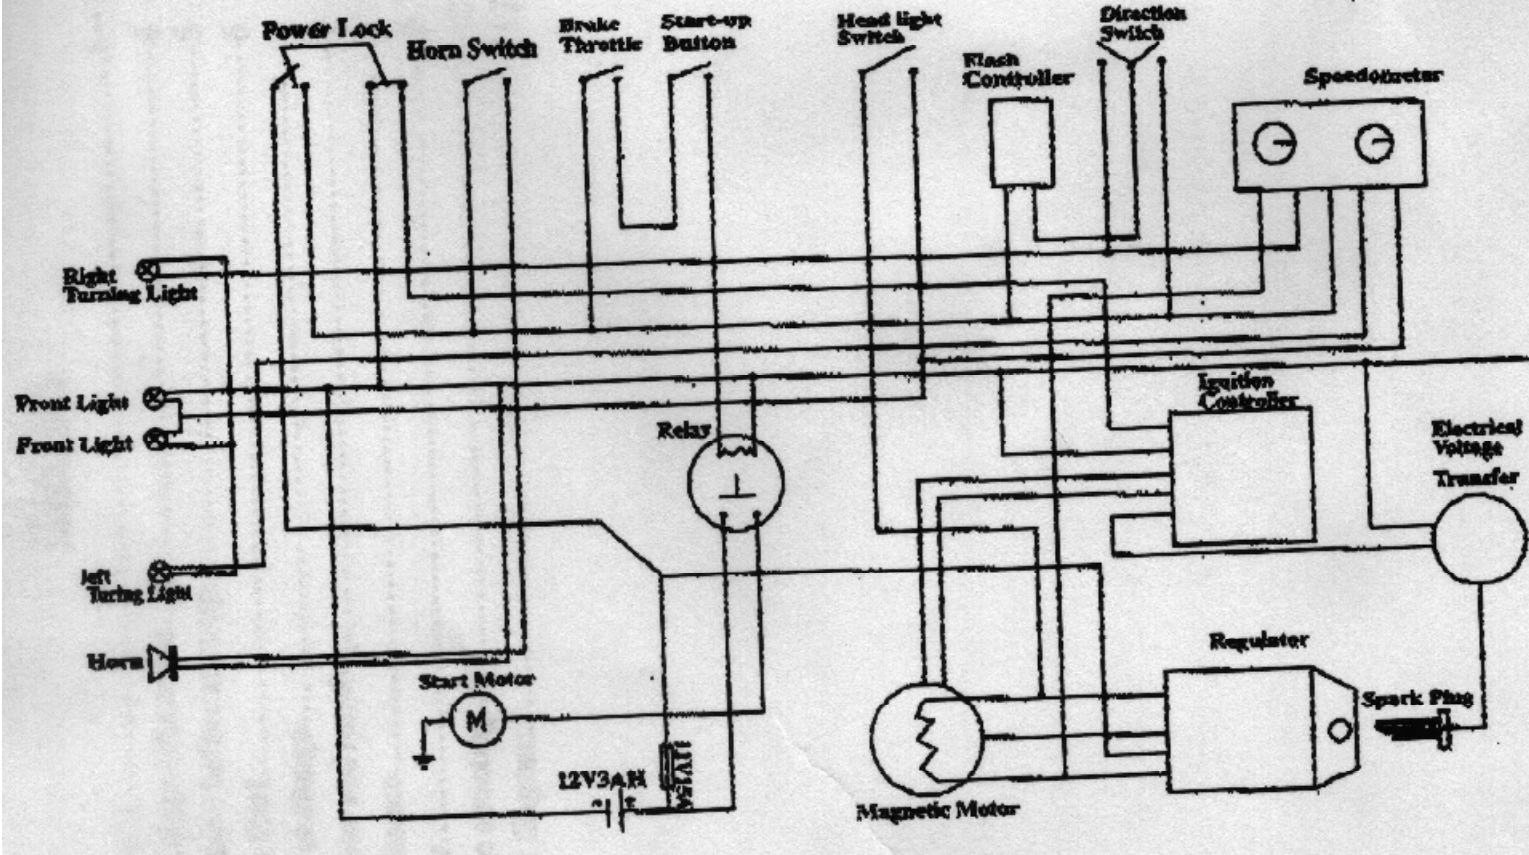 Power Lock
Horn Switch
Brake
Throttle
Start-up
Button
Head light
Switch
Flash
Controller
Direction
Switch
Speedometer
Right
Turning Light
Front Light
Front Light
Relay
Ignition
Controller
Electrical
Voltage
Transfer
Left
Turing Light
Horn
Start Motor
M
12V3AH
Regulator
Spark Plug
Magnetic Motor